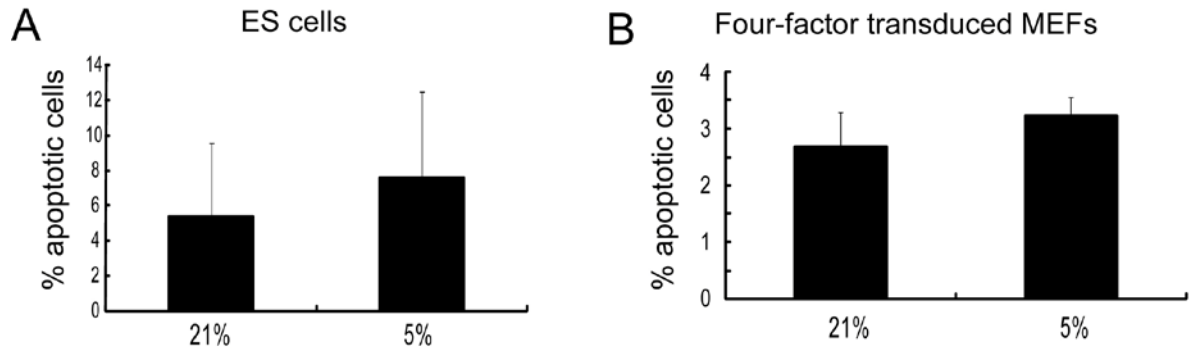 A
ES cells
% apoptotic cells
14
12
10
8
6
4
2
0
21%
5%
B
Four-factor transduced MEFs
% apoptotic cells
4
3
2
1
0
21%
5%